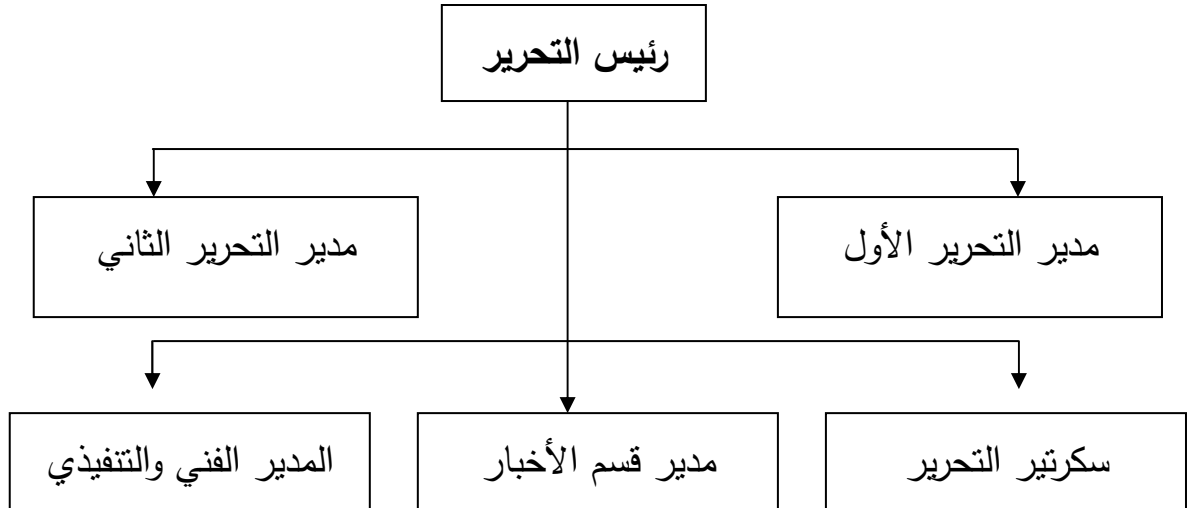 رئيس التحرير
مدير التحرير الأول
مدير التحرير الثاني
سكرتير التحرير
مدير قسم الأخبار
المدير الفني والتنفيذي